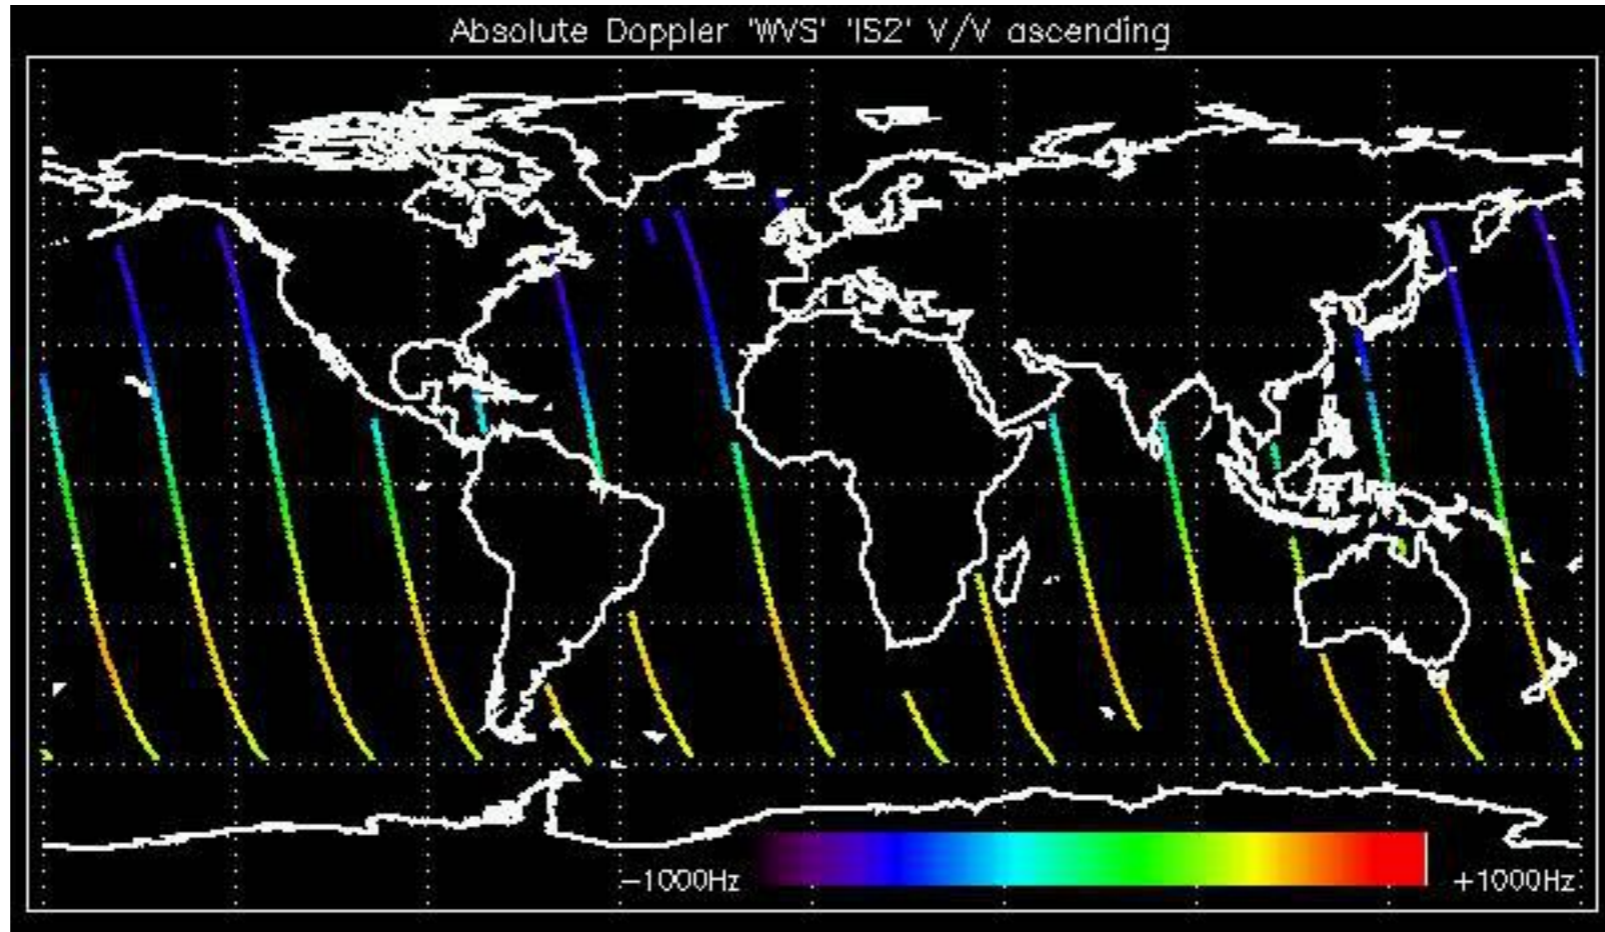 Absolute Doppler 'WVS' 'IS2' V/V ascending
−1000Hz
+1000Hz